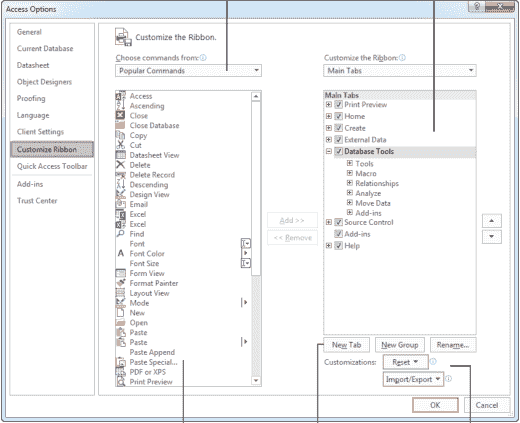 Access Options
General
Current Database
Datasheet
Object Designers
Proofing
Language
Client Settings
Customize Ribbon
Quick Access Toolbar
Add-ins
Trust Center
Customize the Ribbon.
Choose commands from:
Popular Commands
Access
Ascending
Close
Close Database
Copy
Cut
Datasheet View
Delete
Delete Record
Descending
Design View
Email
Excel
Excel
Find
Font
Font Color
Font Size
Form View
Format Painter
Layout View
Mode
New
Open
Paste
Paste
Paste Append
Paste Special...
PDF or XPS
Print Preview
Add >>
<< Remove
Customize the Ribbon:
Main Tabs
Main Tabs
Print Preview
Home
Create
External Data
Database Tools
Tools
Macro
Relationships
Analyze
Move Data
Add-ins
Source Control
Add-ins
Help
New Tab
New Group
Rename...
Customizations:
Reset
Import/Export
OK
Cancel